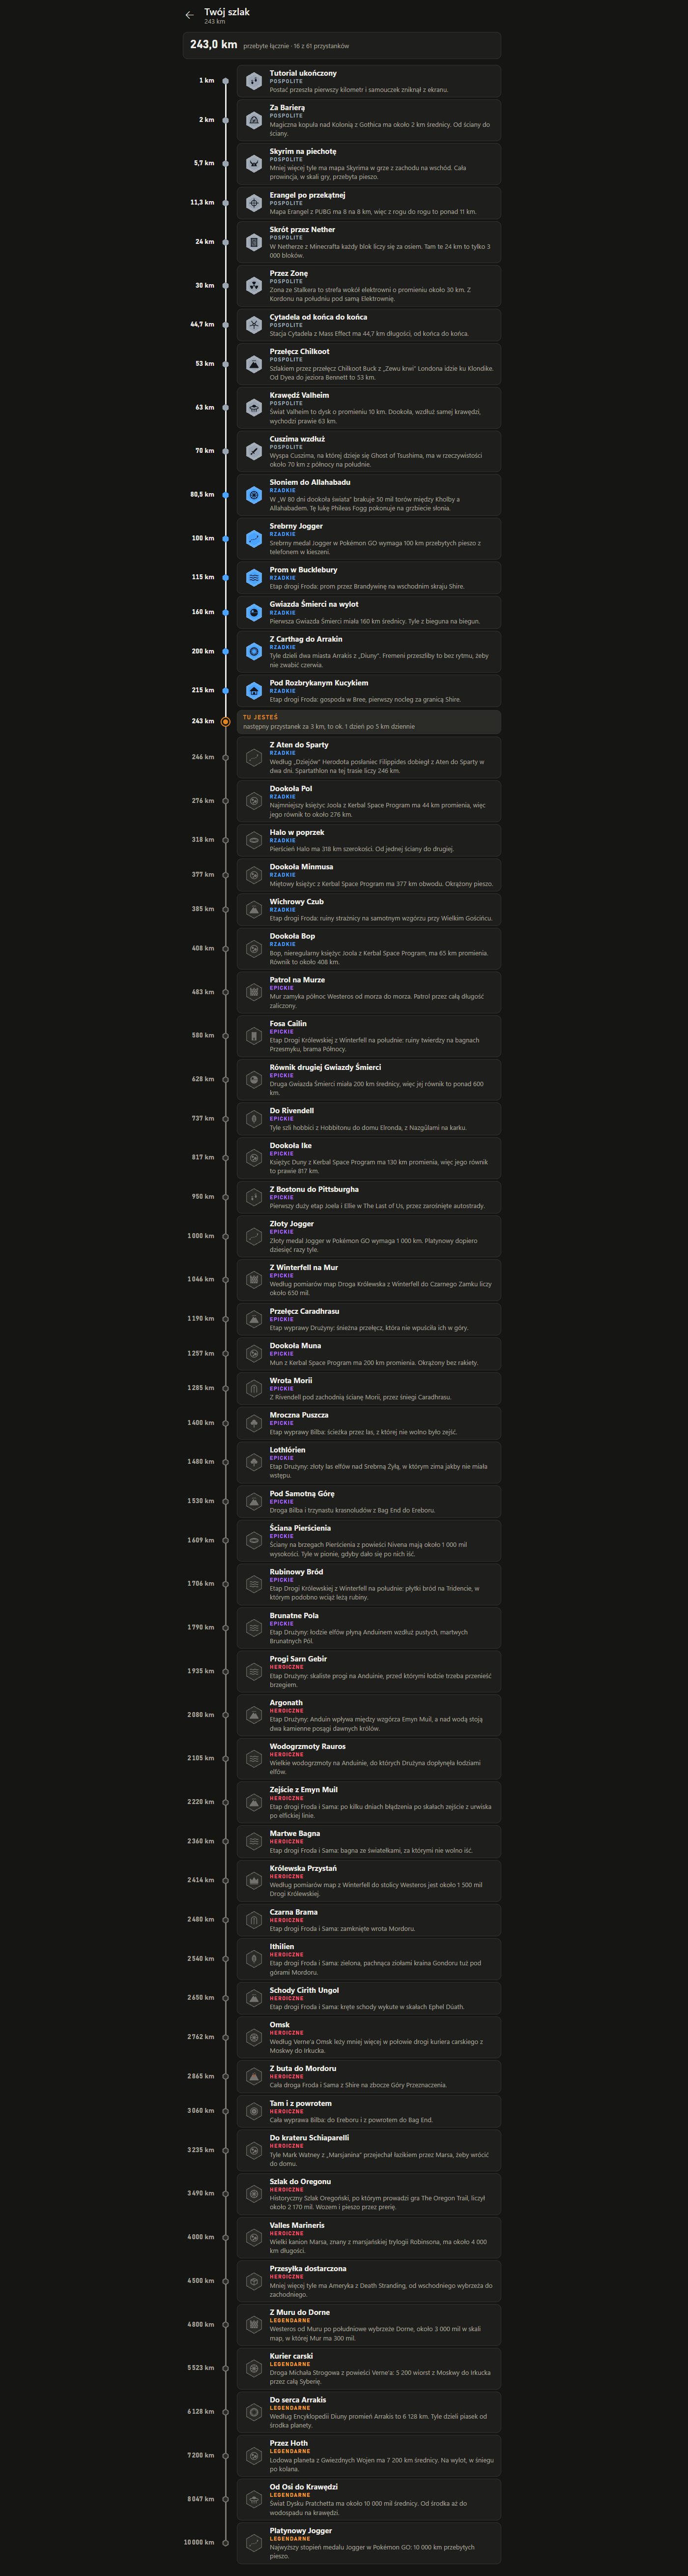 Twój szlak
243 km
243,0 km przebyte łącznie · 16 z 61 przystanków
1 km
Tutorial ukończony
POSPOLITE
Postać przeszła pierwszy kilometr i samouczek zniknął z ekranu.
2 km
Za Barierą
POSPOLITE
Magiczna kopuła nad Kolonią z Gothica ma około 2 km średnicy. Od ściany do
ściany.
5,7 km
Skyrim na piechotę
POSPOLITE
Mniej więcej tyle ma mapa Skyrima w grze z zachodu na wschód. Cała
prowincja, w skali gry, przebyta pieszo.
11,3 km
Erangel po przekątnej
POSPOLITE
Mapa Erangel z PUBG ma 8 na 8 km, więc z rogu do rogu to ponad 11 km.
24 km
Skrót przez Nether
POSPOLITE
W Netherze z Minecrafta każdy blok liczy się za osiem. Tam te 24 km to tylko 3
000 bloków.
30 km
Przez Zonę
POSPOLITE
Zona ze Stalkera to strefa wokół elektrowni o promieniu około 30 km. Z
Kordonu na południu pod samą Elektrownię.
44,7 km
Cytadela od końca do końca
POSPOLITE
Stacja Cytadela z Mass Effect ma 44,7 km długości, od końca do końca.
53 km
Przełęcz Chilkoot
POSPOLITE
Szlakiem przez przełęcz Chilkoot Buck z „Zewu krwi” Londona idzie ku Klondike.
Od Dyea do jeziora Bennett to 53 km.
63 km
Krawędź Valheim
POSPOLITE
Świat Valheim to dysk o promieniu 10 km. Dookoła, wzdłuż samej krawędzi,
wychodzi prawie 63 km.
70 km
Cuszima wzdłuż
POSPOLITE
Wyspa Cuszima, na której dzieje się Ghost of Tsushima, ma w rzeczywistości
około 70 km z północy na południe.
80,5 km
Słoniem do Allahabadu
RZADKIE
W „W 80 dni dookoła świata” brakuje 50 mil torów między Kholby a
Allahabadem. Tę lukę Phileas Fogg pokonuje na grzbiecie słonia.
100 km
Srebrny Jogger
RZADKIE
Srebrny medal Jogger w Pokémon GO wymaga 100 km przebytych pieszo z
telefonem w kieszeni.
115 km
Prom w Bucklebury
RZADKIE
Etap drogi Froda: prom przez Brandywinę na wschodnim skraju Shire.
160 km
Gwiazda Śmierci na wylot
RZADKIE
Pierwsza Gwiazda Śmierci miała 160 km średnicy. Tyle z bieguna na biegun.
200 km
Z Carthag do Arrakin
RZADKIE
Tyle dzieli dwa miasta Arrakis z „Diuny”. Fremeni przeszliby to bez rytmu, żeby
nie zwabić czerwia.
215 km
Pod Rozbrykanym Kucykiem
RZADKIE
Etap drogi Froda: gospoda w Bree, pierwszy nocleg za granicą Shire.
243 km
TU JESTEŚ
następny przystanek za 3 km, to ok. 1 dzień po 5 km dziennie
246 km
Z Aten do Sparty
RZADKIE
Według „Dziejów” Herodota posłaniec Filippides dobiegł z Aten do Sparty w
dwa dni. Spartathlon na tej trasie liczy 246 km.
276 km
Dookoła Pol
RZADKIE
Najmniejszy księżyc Joola z Kerbal Space Program ma 44 km promienia, więc
jego równik to około 276 km.
318 km
Halo w poprzek
RZADKIE
Pierścień Halo ma 318 km szerokości. Od jednej ściany do drugiej.
377 km
Dookoła Minmusa
RZADKIE
Miętowy księżyc z Kerbal Space Program ma 377 km obwodu. Okrążony pieszo.
385 km
Wichrowy Czub
RZADKIE
Etap drogi Froda: ruiny strażnicy na samotnym wzgórzu przy Wielkim Gościńcu.
408 km
Dookoła Bop
RZADKIE
Bop, nieregularny księżyc Joola z Kerbal Space Program, ma 65 km promienia.
Równik to około 408 km.
483 km
Patrol na Murze
EPICKIE
Mur zamyka północ Westeros od morza do morza. Patrol przez całą długość
zaliczony.
580 km
Fosa Cailin
EPICKIE
Etap Drogi Królewskiej z Winterfell na południe: ruiny twierdzy na bagnach
Przesmyku, brama Północy.
628 km
Równik drugiej Gwiazdy Śmierci
EPICKIE
Druga Gwiazda Śmierci miała 200 km średnicy, więc jej równik to ponad 600
km.
737 km
Do Rivendell
EPICKIE
Tyle szli hobbici z Hobbitonu do domu Elronda, z Nazgûlami na karku.
817 km
Dookoła Ike
EPICKIE
Księżyc Duny z Kerbal Space Program ma 130 km promienia, więc jego równik
to prawie 817 km.
950 km
Z Bostonu do Pittsburgha
EPICKIE
Pierwszy duży etap Joela i Ellie w The Last of Us, przez zarośnięte autostrady.
1 000 km
Złoty Jogger
EPICKIE
Złoty medal Jogger w Pokémon GO wymaga 1 000 km. Platynowy dopiero
dziesięć razy tyle.
1 046 km
Z Winterfell na Mur
EPICKIE
Według pomiarów map Droga Królewska z Winterfell do Czarnego Zamku liczy
około 650 mil.
1 190 km
Przełęcz Caradhrasu
EPICKIE
Etap wyprawy Drużyny: śnieżna przełęcz, która nie wpuściła ich w góry.
1 257 km
Dookoła Muna
EPICKIE
Mun z Kerbal Space Program ma 200 km promienia. Okrążony bez rakiety.
1 285 km
Wrota Morii
EPICKIE
Z Rivendell pod zachodnią ścianę Morii, przez śniegi Caradhrasu.
1 400 km
Mroczna Puszcza
EPICKIE
Etap wyprawy Bilba: ścieżka przez las, z której nie wolno było zejść.
1 480 km
Lothlórien
EPICKIE
Etap Drużyny: złoty las elfów nad Srebrną Żyłą, w którym zima jakby nie miała
wstępu.
1 530 km
Pod Samotną Górę
EPICKIE
Droga Bilba i trzynastu krasnoludów z Bag End do Ereboru.
1 609 km
Ściana Pierścienia
EPICKIE
Ściany na brzegach Pierścienia z powieści Nivena mają około 1 000 mil
wysokości. Tyle w pionie, gdyby dało się po nich iść.
1 706 km
Rubinowy Bród
EPICKIE
Etap Drogi Królewskiej z Winterfell na południe: płytki bród na Tridencie, w
którym podobno wciąż leżą rubiny.
1 790 km
Brunatne Pola
EPICKIE
Etap Drużyny: łodzie elfów płyną Anduinem wzdłuż pustych, martwych
Brunatnych Pól.
1 935 km
Progi Sarn Gebir
HEROICZNE
Etap Drużyny: skaliste progi na Anduinie, przed którymi łodzie trzeba przenieść
brzegiem.
2 080 km
Argonath
HEROICZNE
Etap Drużyny: Anduin wpływa między wzgórza Emyn Muil, a nad wodą stoją
dwa kamienne posągi dawnych królów.
2 105 km
Wodogrzmoty Rauros
HEROICZNE
Wielkie wodogrzmoty na Anduinie, do których Drużyna dopłynęła łodziami
elfów.
2 220 km
Zejście z Emyn Muil
HEROICZNE
Etap drogi Froda i Sama: po kilku dniach błądzenia po skałach zejście z urwiska
po elfickiej linie.
2 360 km
Martwe Bagna
HEROICZNE
Etap drogi Froda i Sama: bagna ze światełkami, za którymi nie wolno iść.
2 414 km
Królewska Przystań
HEROICZNE
Według pomiarów map z Winterfell do stolicy Westeros jest około 1 500 mil
Drogi Królewskiej.
2 480 km
Czarna Brama
HEROICZNE
Etap drogi Froda i Sama: zamknięte wrota Mordoru.
2 540 km
Ithilien
HEROICZNE
Etap drogi Froda i Sama: zielona, pachnąca ziołami kraina Gondoru tuż pod
górami Mordoru.
2 650 km
Schody Cirith Ungol
HEROICZNE
Etap drogi Froda i Sama: kręte schody wykute w skałach Ephel Dúath.
2 762 km
Omsk
HEROICZNE
Według Verne'a Omsk leży mniej więcej w połowie drogi kuriera carskiego z
Moskwy do Irkucka.
2 865 km
Z buta do Mordoru
HEROICZNE
Cała droga Froda i Sama z Shire na zbocze Góry Przeznaczenia.
3 060 km
Tam i z powrotem
HEROICZNE
Cała wyprawa Bilba: do Ereboru i z powrotem do Bag End.
3 235 km
Do krateru Schiaparelli
HEROICZNE
Tyle Mark Watney z „Marsjanina” przejechał łazikiem przez Marsa, żeby wrócić
do domu.
3 490 km
Szlak do Oregonu
HEROICZNE
Historyczny Szlak Oregoński, po którym prowadzi gra The Oregon Trail, liczył
około 2 170 mil. Wozem i pieszo przez prerię.
4 000 km
Valles Marineris
HEROICZNE
Wielki kanion Marsa, znany z marsjańskiej trylogii Robinsona, ma około 4 000
km długości.
4 500 km
Przesyłka dostarczona
HEROICZNE
Mniej więcej tyle ma Ameryka z Death Stranding, od wschodniego wybrzeża do
zachodniego.
4 800 km
Z Muru do Dorne
LEGENDARNE
Westeros od Muru po południowe wybrzeże Dorne, około 3 000 mil w skali
map, w której Mur ma 300 mil.
5 523 km
Kurier carski
LEGENDARNE
Droga Michała Strogowa z powieści Verne'a: 5 200 wiorst z Moskwy do Irkucka
przez całą Syberię.
6 128 km
Do serca Arrakis
LEGENDARNE
Według Encyklopedii Diuny promień Arrakis to 6 128 km. Tyle dzieli piasek od
środka planety.
7 200 km
Przez Hoth
LEGENDARNE
Lodowa planeta z Gwiezdnych Wojen ma 7 200 km średnicy. Na wylot, w śniegu
po kolana.
8 047 km
Od Osi do Krawędzi
LEGENDARNE
Świat Dysku Pratchetta ma około 10 000 mil średnicy. Od środka aż do
wodospadu na krawędzi.
10 000 km
Platynowy Jogger
LEGENDARNE
Najwyższy stopień medalu Jogger w Pokémon GO: 10 000 km przebytych
pieszo.